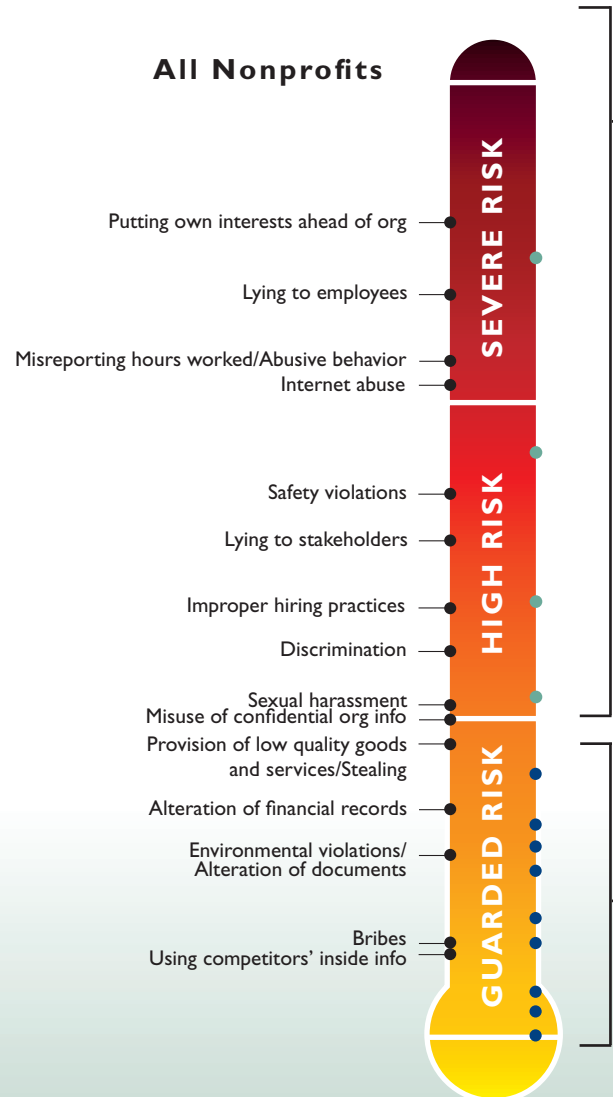 All Nonprofits
SEVERE RISK
Putting own interests ahead of org
Lying to employees
Misreporting hours worked/Abusive behavior
Internet abuse
HIGH RISK
Safety violations
Lying to stakeholders
Improper hiring practices
Discrimination
Sexual harassment
Misuse of confidential org info
GUARDED RISK
Provision of low quality goods
and services/Stealing
Alteration of financial records
Environmental violations/
Alteration of documents
Bribes
Using competitors' inside info